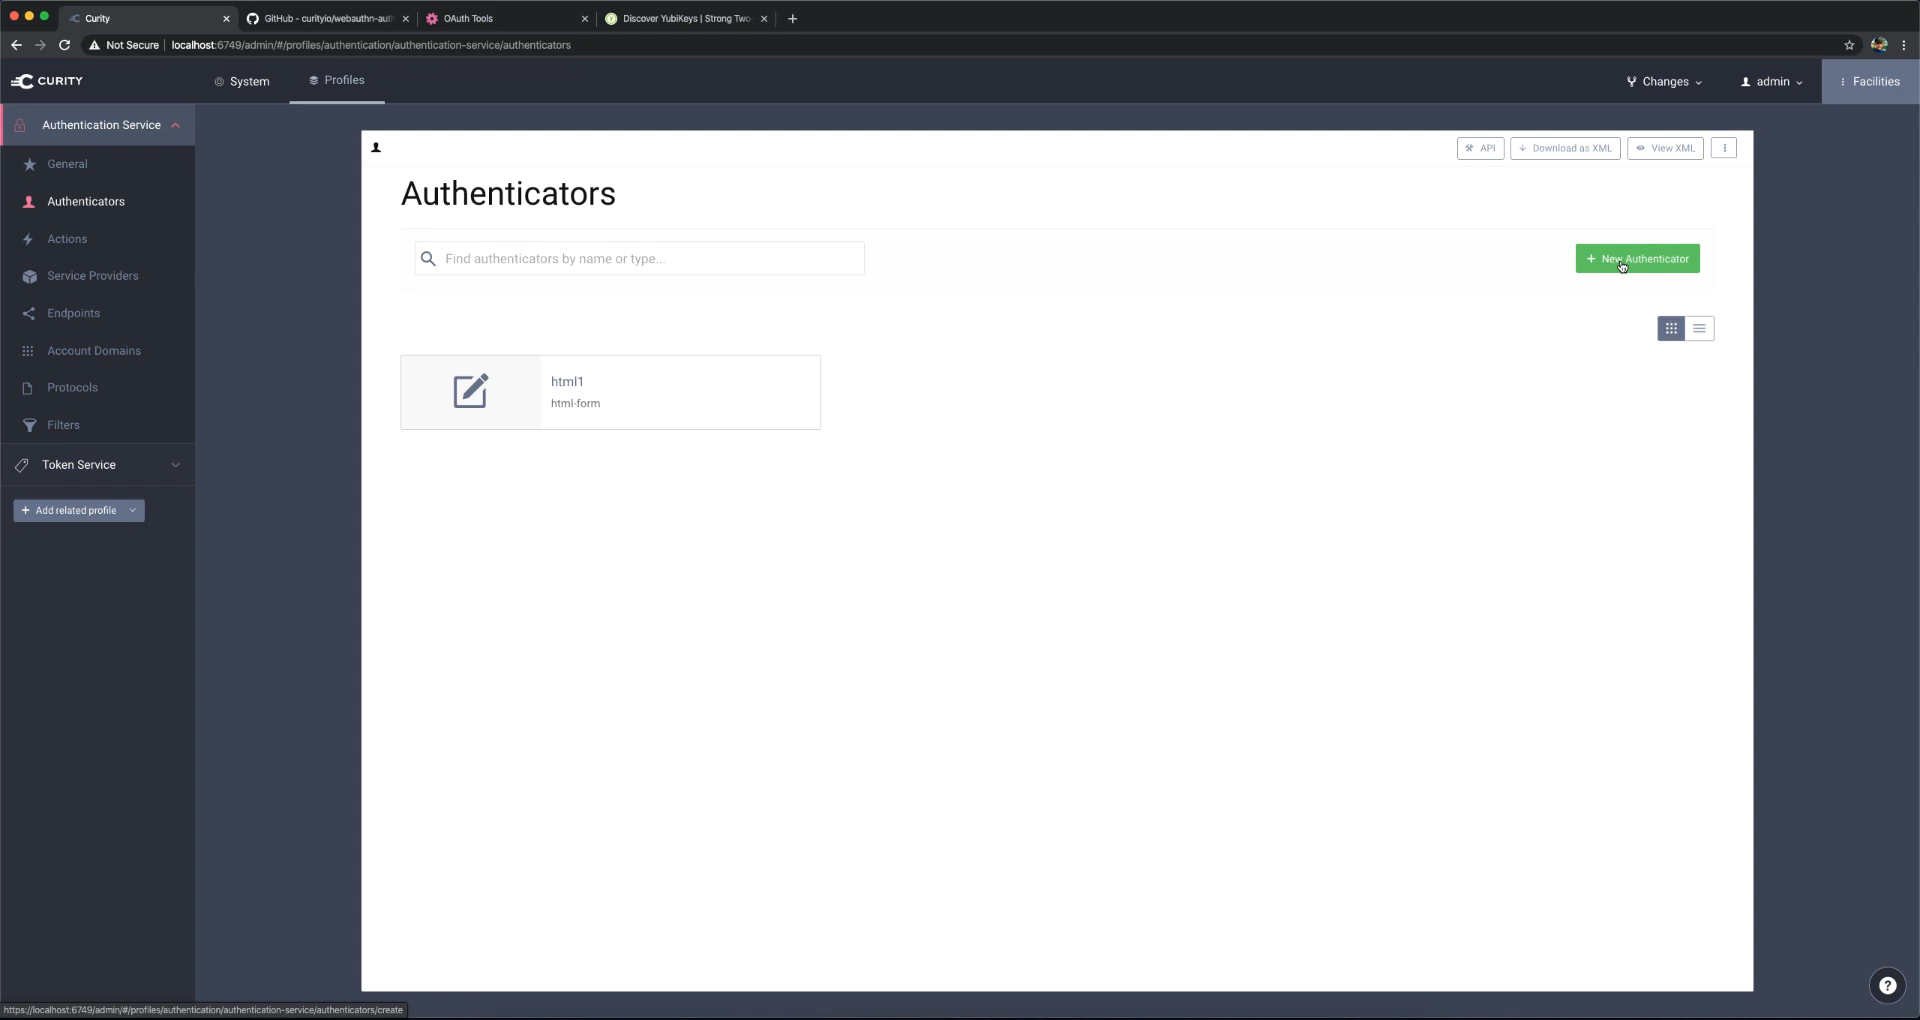 Curity
GitHub - curityio/webauthn-auth
OAuth Tools
Discover YubiKeys | Strong Two-
Not Secure
localhost:6749/admin/#/profiles/authentication/authentication-service/authenticators
CURITY
System
Profiles
Changes
admin
Facilities
Authentication Service
General
Authenticators
Actions
Service Providers
Endpoints
Account Domains
Protocols
Filters
Token Service
+ Add related profile
API
Download as XML
View XML
Authenticators
Find authenticators by name or type...
+ New Authenticator
html1
html-form
?
https://localhost:6749/admin/#/profiles/authentication/authentication-service/authenticators/create